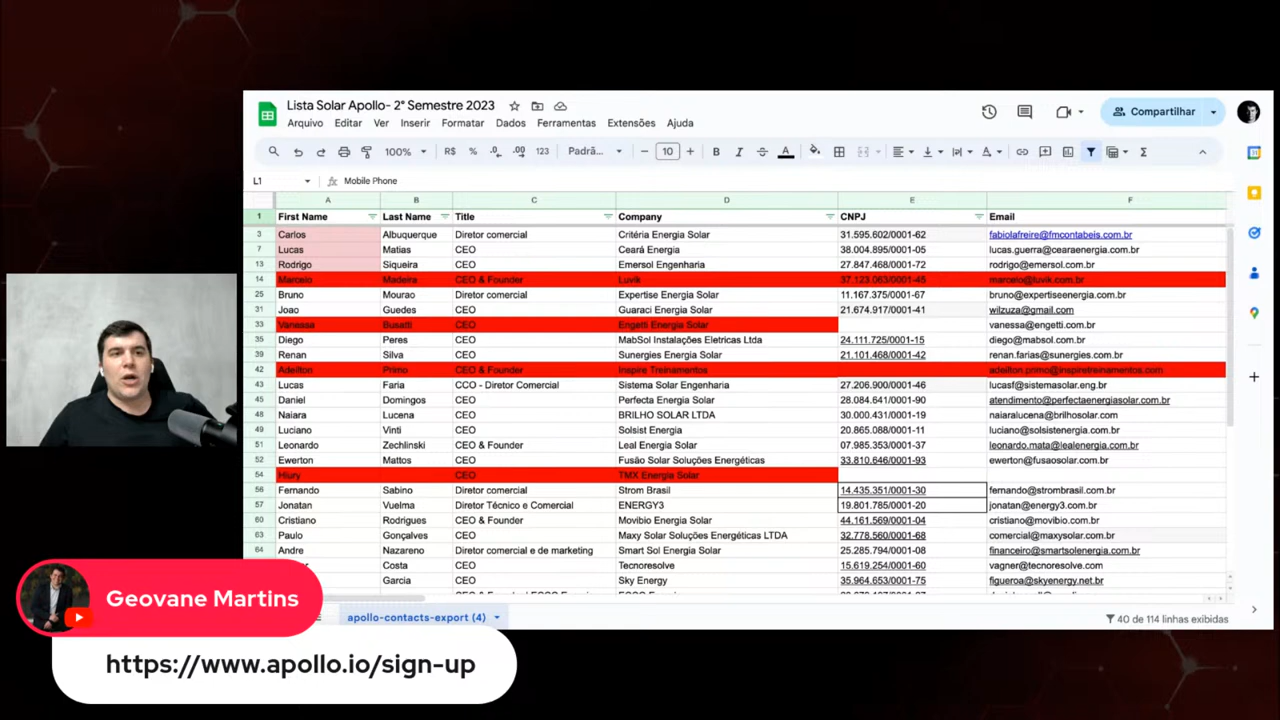 Lista Solar Apollo- 2° Semestre 2023
Arquivo Editar Ver Inserir Formatar Dados Ferramentas Extensões Ajuda
Compartilhar
100% R$ % .0 .00 123 Padrã... 10 B I A Σ
L1 fx Mobile Phone
A B C D E F
1 First Name Last Name Title Company CNPJ Email
3 Carlos Albuquerque Diretor comercial Critéria Energia Solar 31.595.602/0001-62 fabiolafreire@fmcontabeis.com.br
7 Lucas Matias CEO Ceará Energia 38.004.895/0001-05 lucas.guerra@cearaenergia.com.br
13 Rodrigo Siqueira CEO Emersol Engenharia 27.847.468/0001-72 rodrigo@emersol.com.br
14 Marcelo Madeira CEO & Founder Luvik 37.123.063/0001-45 marcelo@luvik.com.br
25 Bruno Mourao Diretor comercial Expertise Energia Solar 11.167.375/0001-67 bruno@expertiseenergia.com.br
31 Joao Guedes CEO Guaraci Energia Solar 21.674.917/0001-41 wilzuza@gmail.com
33 Vanessa Busatti CEO Engetti Energia Solar vanessa@engetti.com.br
35 Diego Peres CEO MabSol Instalações Eletricas Ltda 24.111.725/0001-15 diego@mabsol.com.br
39 Renan Silva CEO Sunergies Energia Solar 21.101.468/0001-42 renan.farias@sunergies.com.br
42 Adeilton Primo CEO & Founder Inspire Treinamentos adeilton.primo@inspiretreinamentos.com
43 Lucas Faria CCO - Diretor Comercial Sistema Solar Engenharia 27.206.900/0001-46 lucasf@sistemasolar.eng.br
45 Daniel Domingos CEO Perfecta Energia Solar 28.084.641/0001-90 atendimento@perfectaenergiasolar.com.br
48 Naiara Lucena CEO BRILHO SOLAR LTDA 30.000.431/0001-19 naiaralucena@brilhosolar.com
49 Luciano Vinti CEO Solsist Energia 20.865.088/0001-11 luciano@solsistenergia.com.br
51 Leonardo Zechlinski CEO & Founder Leal Energia Solar 07.985.353/0001-37 leonardo.mata@lealenergia.com.br
52 Ewerton Mattos CEO Fusão Solar Soluções Energéticas 33.810.646/0001-93 ewerton@fusaosolar.com.br
54 Hiury CEO TMX Energia Solar
56 Fernando Sabino Diretor comercial Strom Brasil 14.435.351/0001-30 fernando@strombrasil.com.br
57 Jonatan Vuelma Diretor Técnico e Comercial ENERGY3 19.801.785/0001-20 jonatan@energy3.com.br
60 Cristiano Rodrigues CEO & Founder Movibio Energia Solar 44.161.569/0001-04 cristiano@movibio.com.br
63 Paulo Gonçalves CEO Maxy Solar Soluções Energéticas LTDA 32.778.560/0001-68 comercial@maxysolar.com.br
64 Andre Nazareno Diretor comercial e de marketing Smart Sol Energia Solar 25.285.794/0001-08 financeiro@smartsolenergia.com.br
Costa CEO Tecnoresolve 15.619.254/0001-60 vagner@tecnoresolve.com
Garcia CEO Sky Energy 35.964.653/0001-75 figueroa@skyenergy.net.br
apollo-contacts-export (4)
40 de 114 linhas exibidas
Geovane Martins
https://www.apollo.io/sign-up